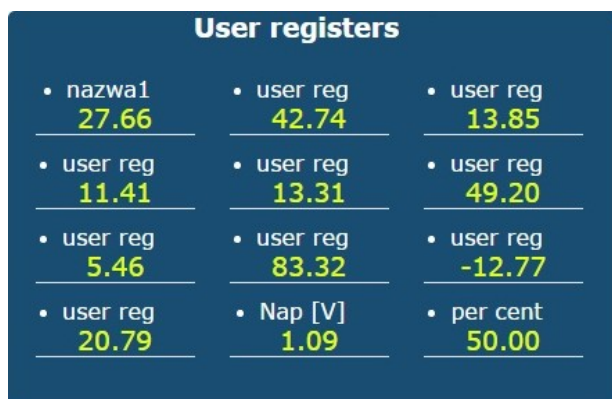 User registers
• nazwa1 • user reg • user reg
27.66 42.74 13.85
• user reg • user reg • user reg
11.41 13.31 49.20
• user reg • user reg • user reg
5.46 83.32 -12.77
• user reg • Nap [V] • per cent
20.79 1.09 50.00